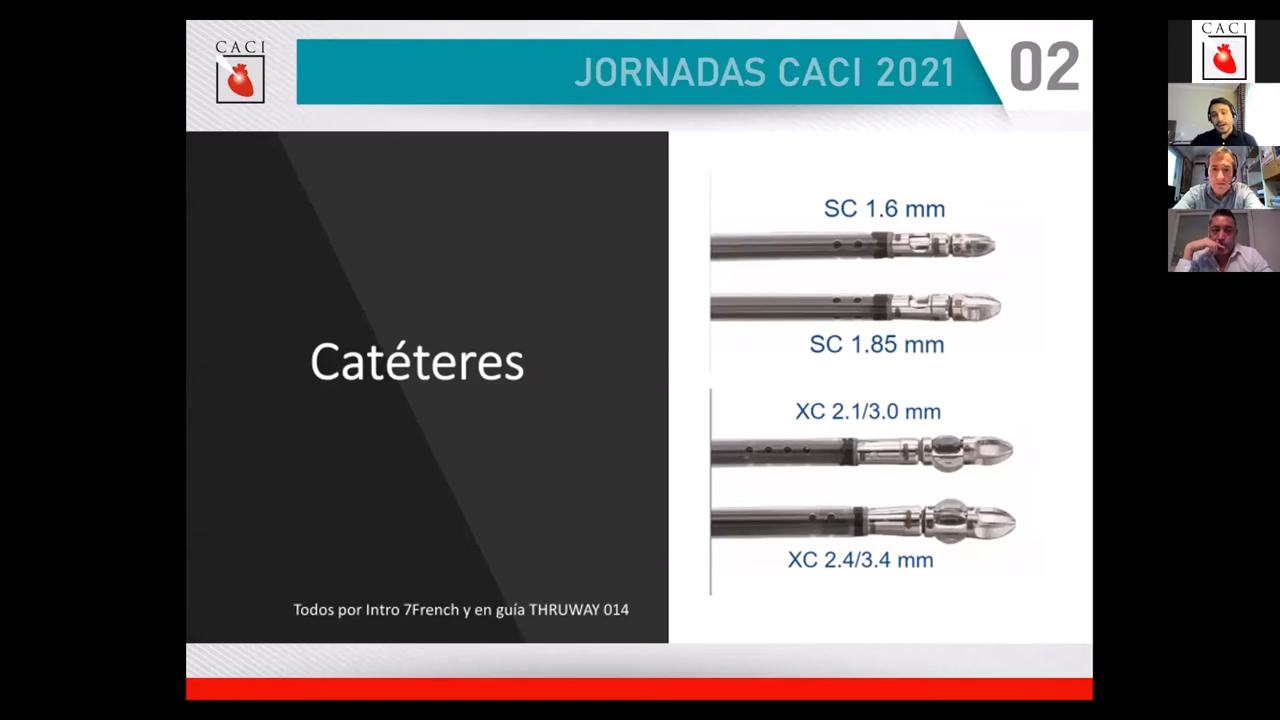 CACI
JORNADAS CACI 2021
02
CACI
SC 1.6 mm
SC 1.85 mm
Catéteres
XC 2.1/3.0 mm
XC 2.4/3.4 mm
Todos por Intro 7French y en guía THRUWAY 014